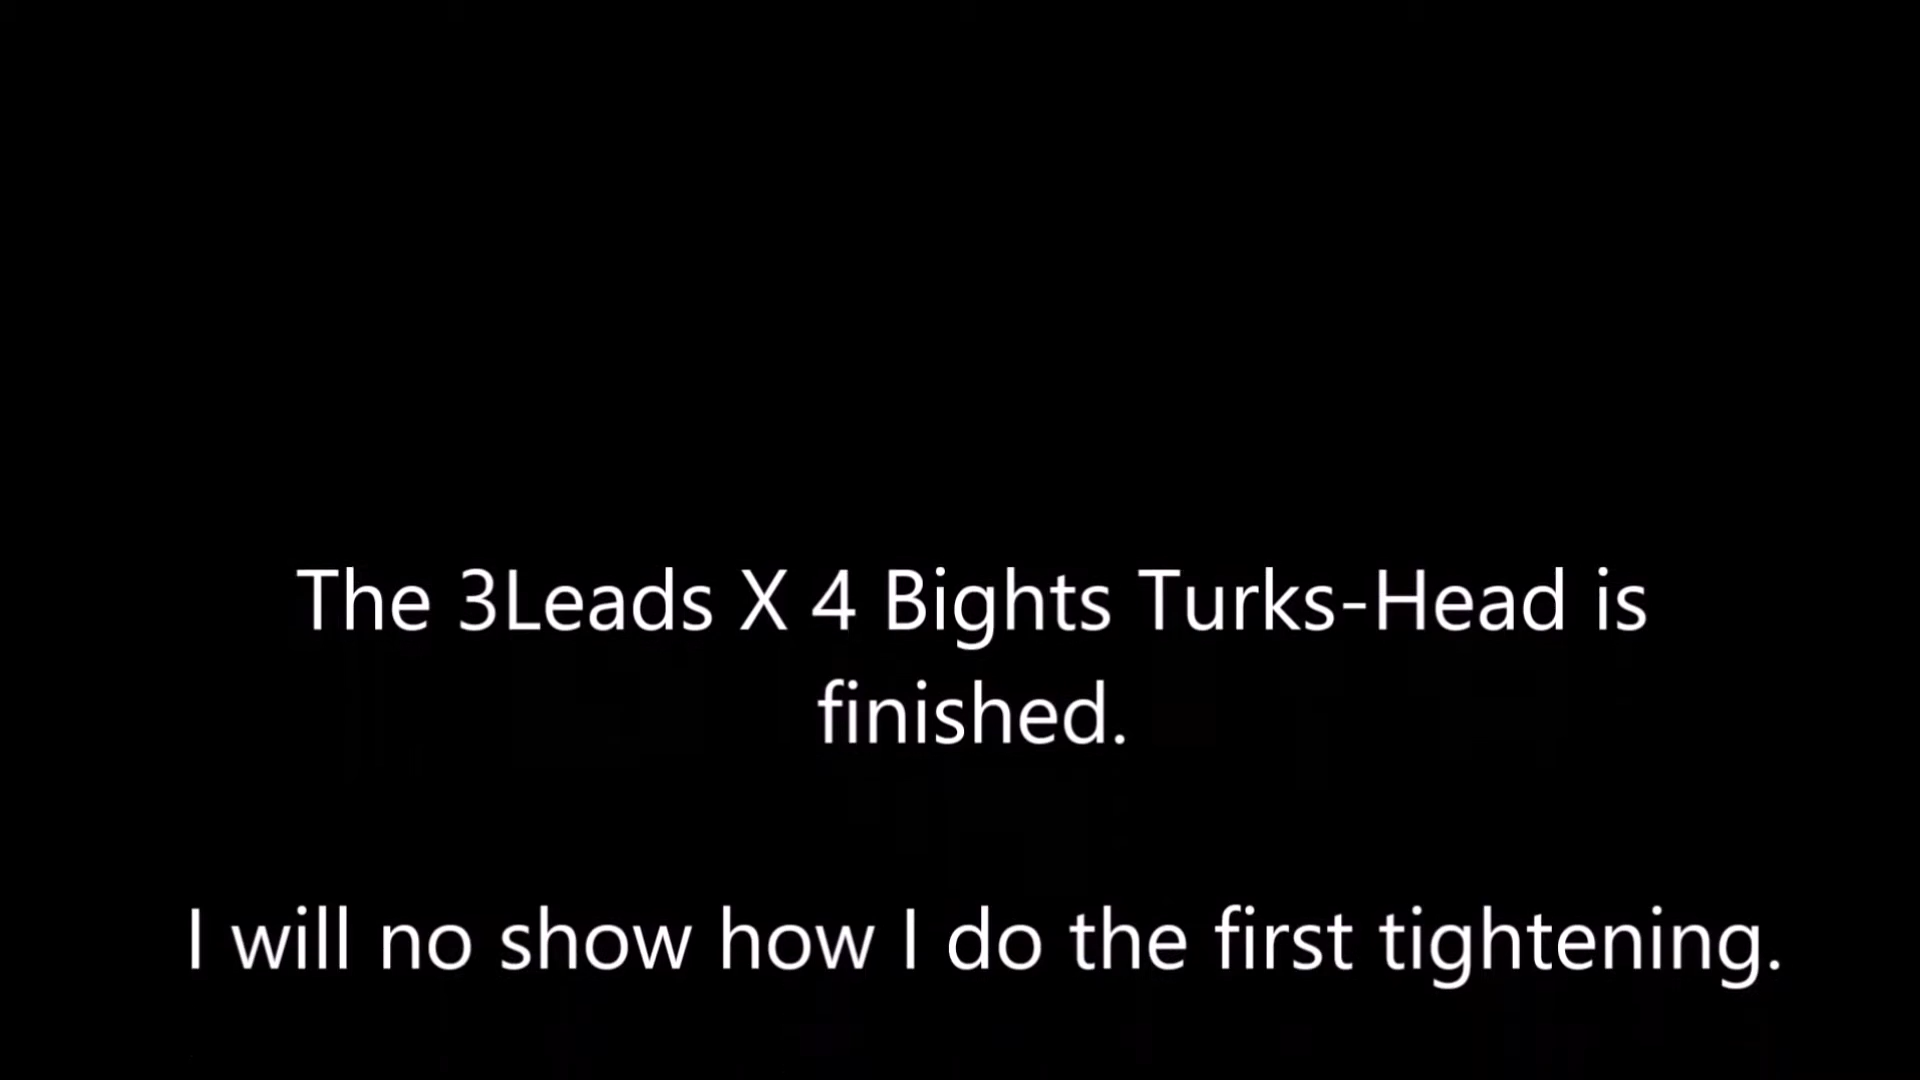 The 3Leads X 4 Bights Turks-Head is
finished.
I will no show how I do the first tightening.